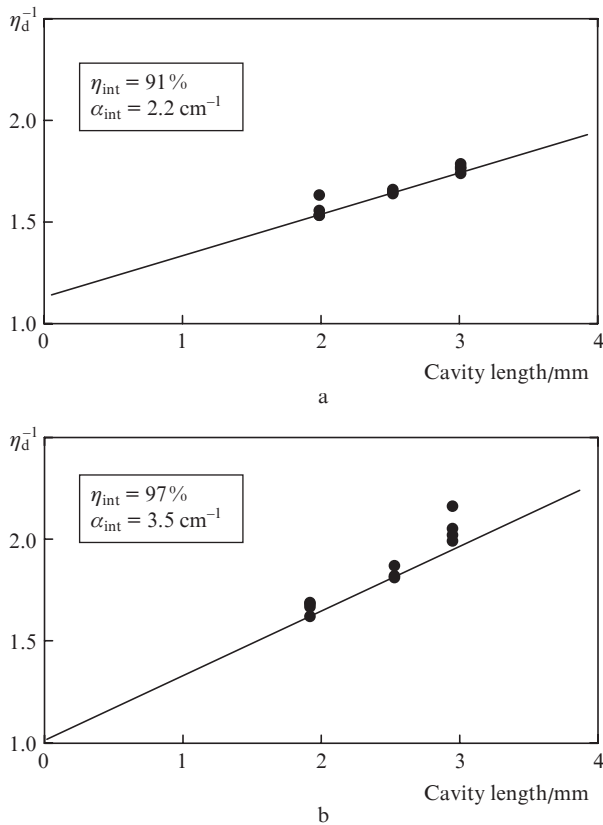 η_d^{-1}
η_int = 91%
α_int = 2.2 cm^{-1}
2.0
1.5
1.0
0 1 2 3 4
Cavity length/mm
a
η_d^{-1}
η_int = 97%
α_int = 3.5 cm^{-1}
2.0
1.5
1.0
0 1 2 3 4
Cavity length/mm
b